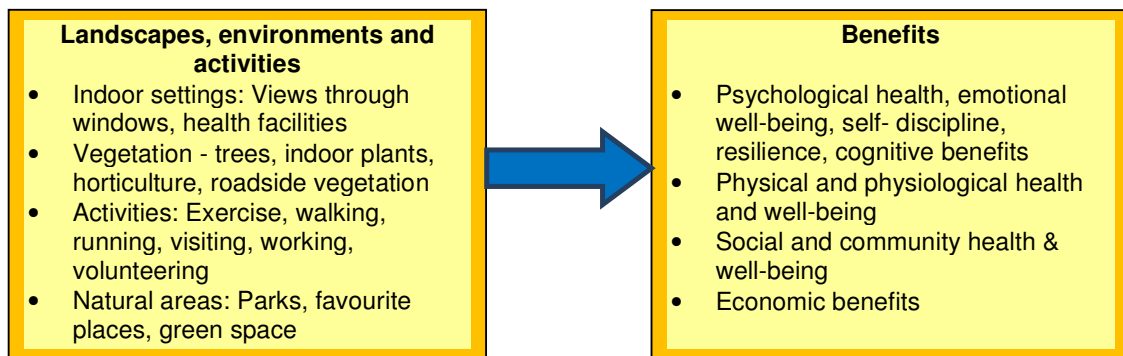 Landscapes, environments and
activities
• Indoor settings: Views through
windows, health facilities
• Vegetation - trees, indoor plants,
horticulture, roadside vegetation
• Activities: Exercise, walking,
running, visiting, working,
volunteering
• Natural areas: Parks, favourite
places, green space
Benefits
• Psychological health, emotional
well-being, self- discipline,
resilience, cognitive benefits
• Physical and physiological health
and well-being
• Social and community health &
well-being
• Economic benefits